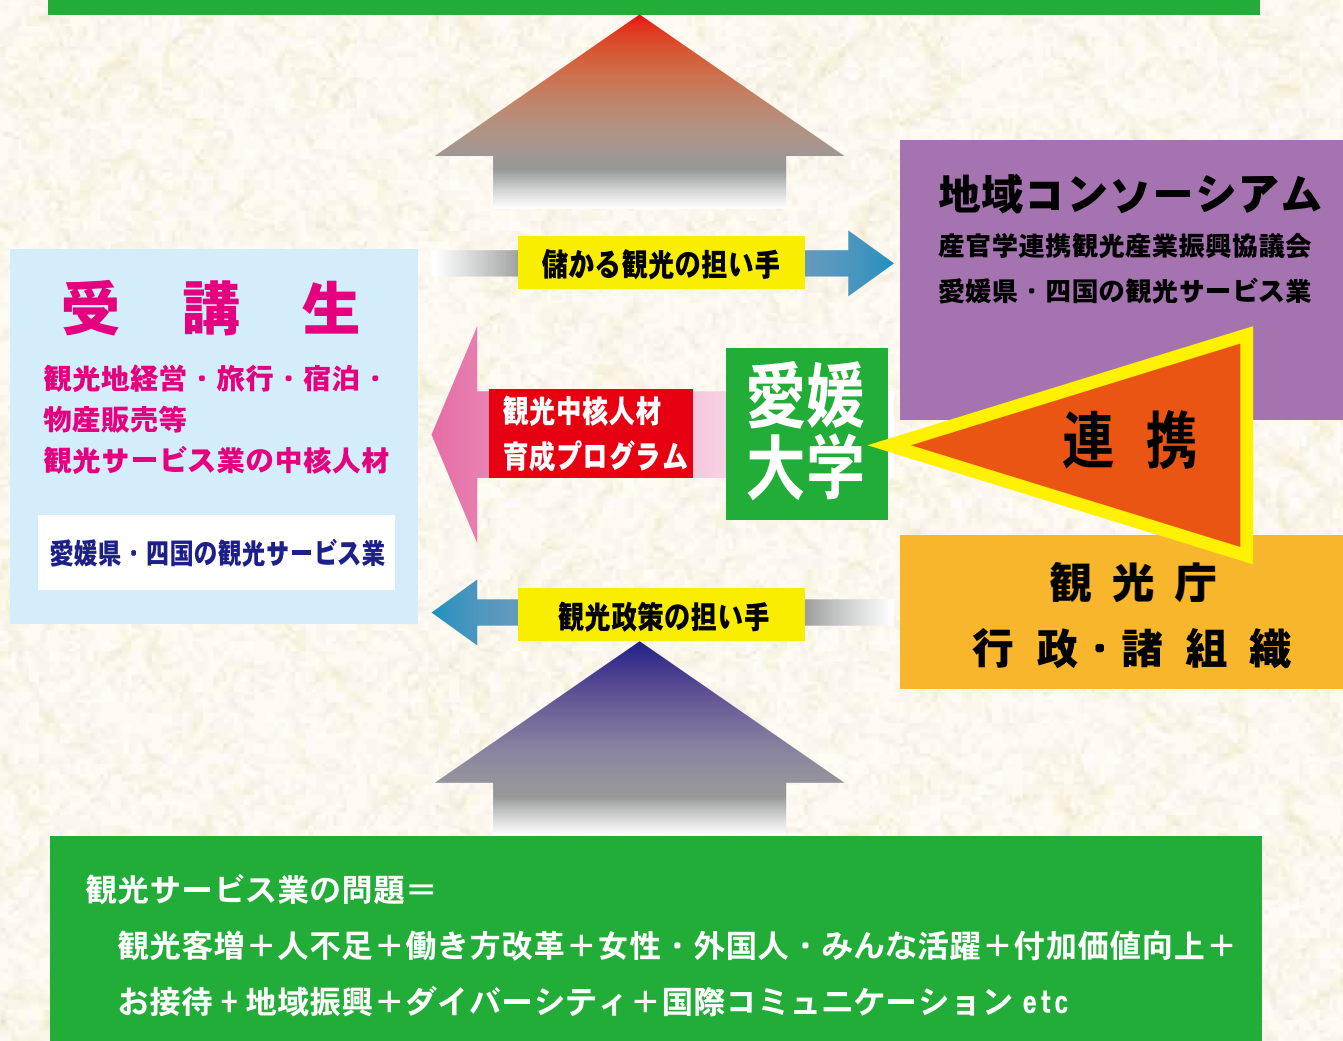 地域コンソーシアム
産官学連携観光産業振興協議会
愛媛県・四国の観光サービス業
儲かる観光の担い手
受 講 生
観光地経営・旅行・宿泊・
物産販売等
観光サービス業の中核人材
愛媛県・四国の観光サービス業
観光中核人材
育成プログラム
愛媛
大学
連 携
観光政策の担い手
観 光 庁
行 政・諸 組 織
観光サービス業の問題＝
観光客増＋人不足＋働き方改革＋女性・外国人・みんな活躍＋付加価値向上＋
お接待＋地域振興＋ダイバーシティ＋国際コミュニケーション etc